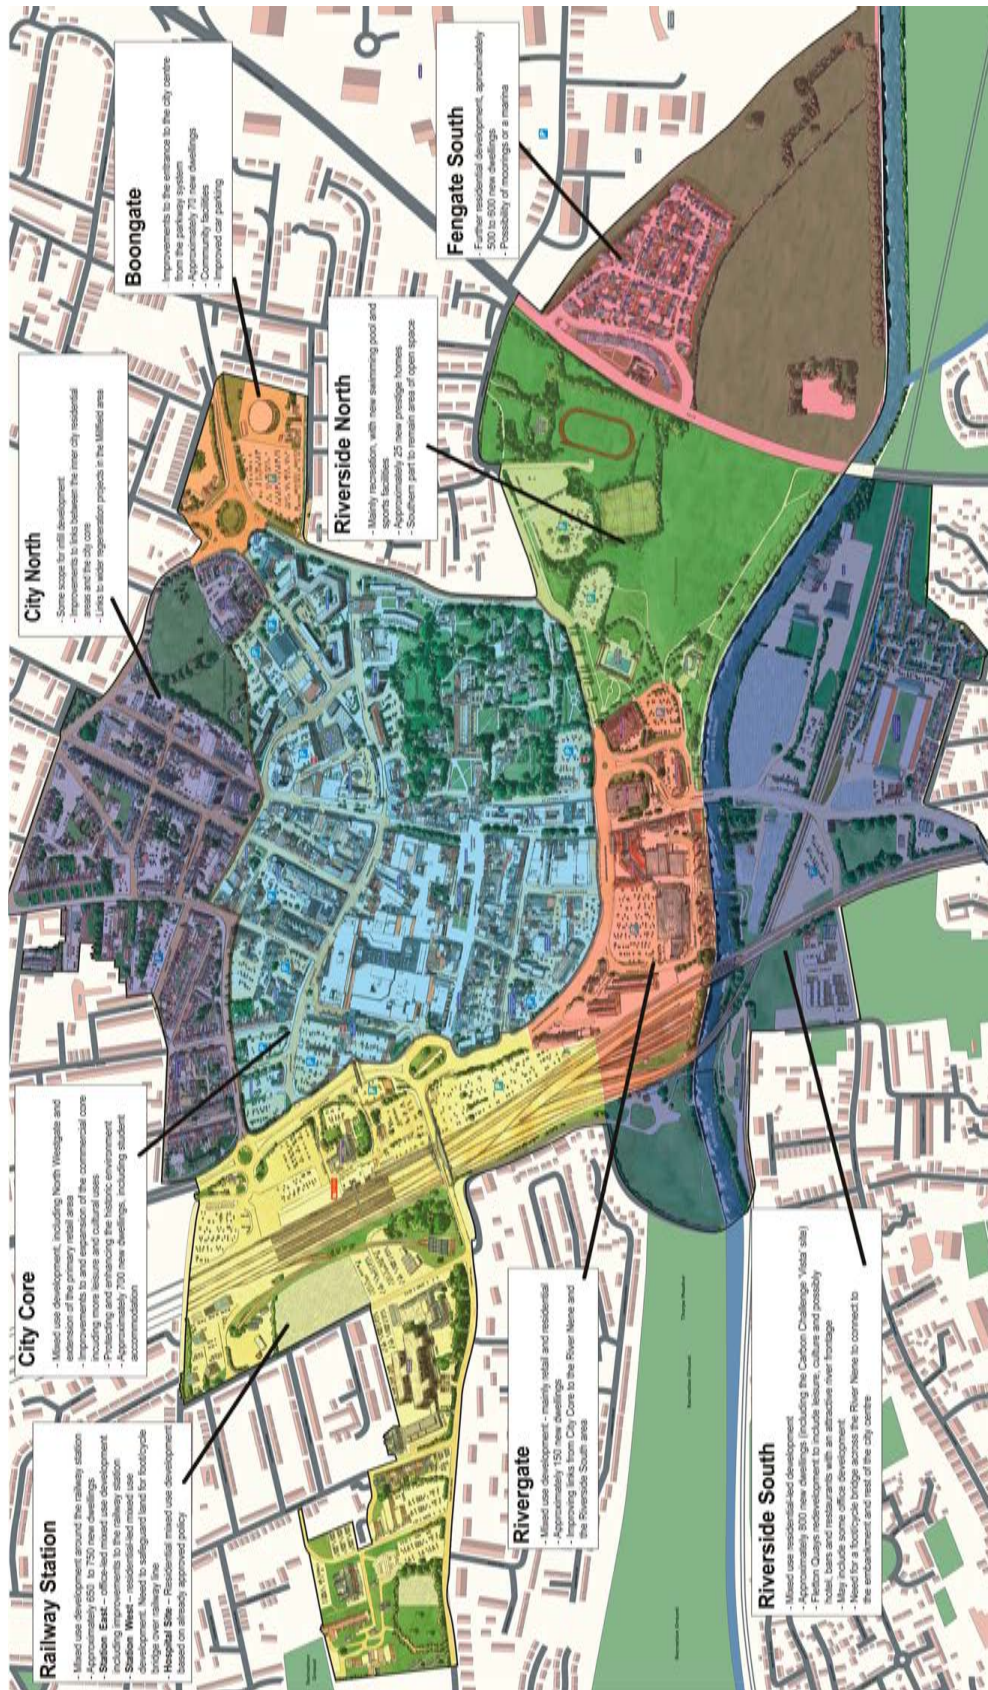 Railway Station
- Mixed use development around the railway station
- Approximately 650 to 750 new dwellings
- Station East – office-led mixed use development
including improvements to the railway station
- Station West – residential-led mixed use
development. Need to safeguard land for foot/cycle
bridge over railway line
- Hospital Site – Residential mixed use development
based on already approved policy
City Core
- Mixed use development, including North Westgate and
extension of the primary retail area
- Improvements to and expansion of the commercial core
including more leisure and cultural uses
- Protecting and enhancing the historic environment
- Approximately 700 new dwellings, including student
accommodation
City North
- Some scope for infill development
- Improvements to links between the inner city residential
areas and the city core
- Links to wider regeneration projects in the Millfield area
Boongate
- Improvements to the entrance to the city centre
from the parkway system
- Approximately 70 new dwellings
- Community facilities
- Improved car parking
Riverside North
- Mainly recreation, with new swimming pool and
sports facilities
- Approximately 25 new prestige homes
- Southern part to remain area of open space
Fengate South
- Further residential development, aproximately
500 to 600 new dwellings
- Possibility of moorings or a marina
Rivergate
- Mixed use development - mainly retail and residential
- Approximately 150 new dwellings
- Improving links from City Core to the River Nene and
the Riverside South area
Riverside South
- Mixed use residential-led development
- Approximately 800 new dwellings (including the Carbon Challenge 'Vista' site)
- Fletton Quays redevelopment to include leisure, culture and possibly
hotel, bars and restaurants with an attractive river frontage
- May include some office development
- Need for a foot/cycle bridge across the River Nene to connect to
the embankment and rest of the city centre